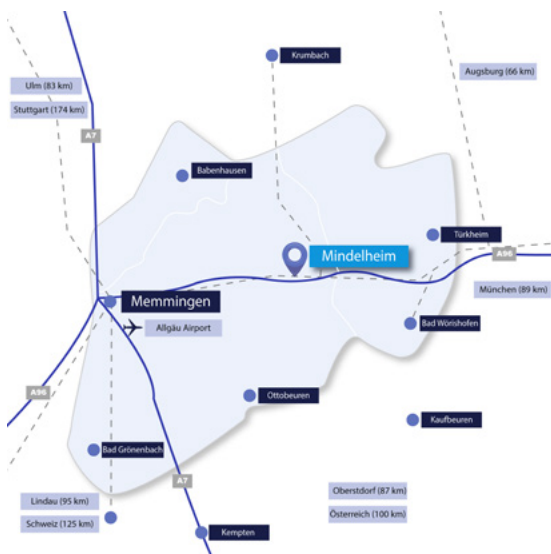 Krumbach
Augsburg (66 km)
Ulm (83 km)
Stuttgart (174 km)
A7
Babenhausen
Türkheim
Mindelheim
A96
München (89 km)
Memmingen
Allgäu Airport
Bad Wörishofen
A96
Ottobeuren
Kaufbeuren
Bad Grönenbach
A7
Lindau (95 km)
Schweiz (125 km)
Oberstdorf (87 km)
Österreich (100 km)
Kempten